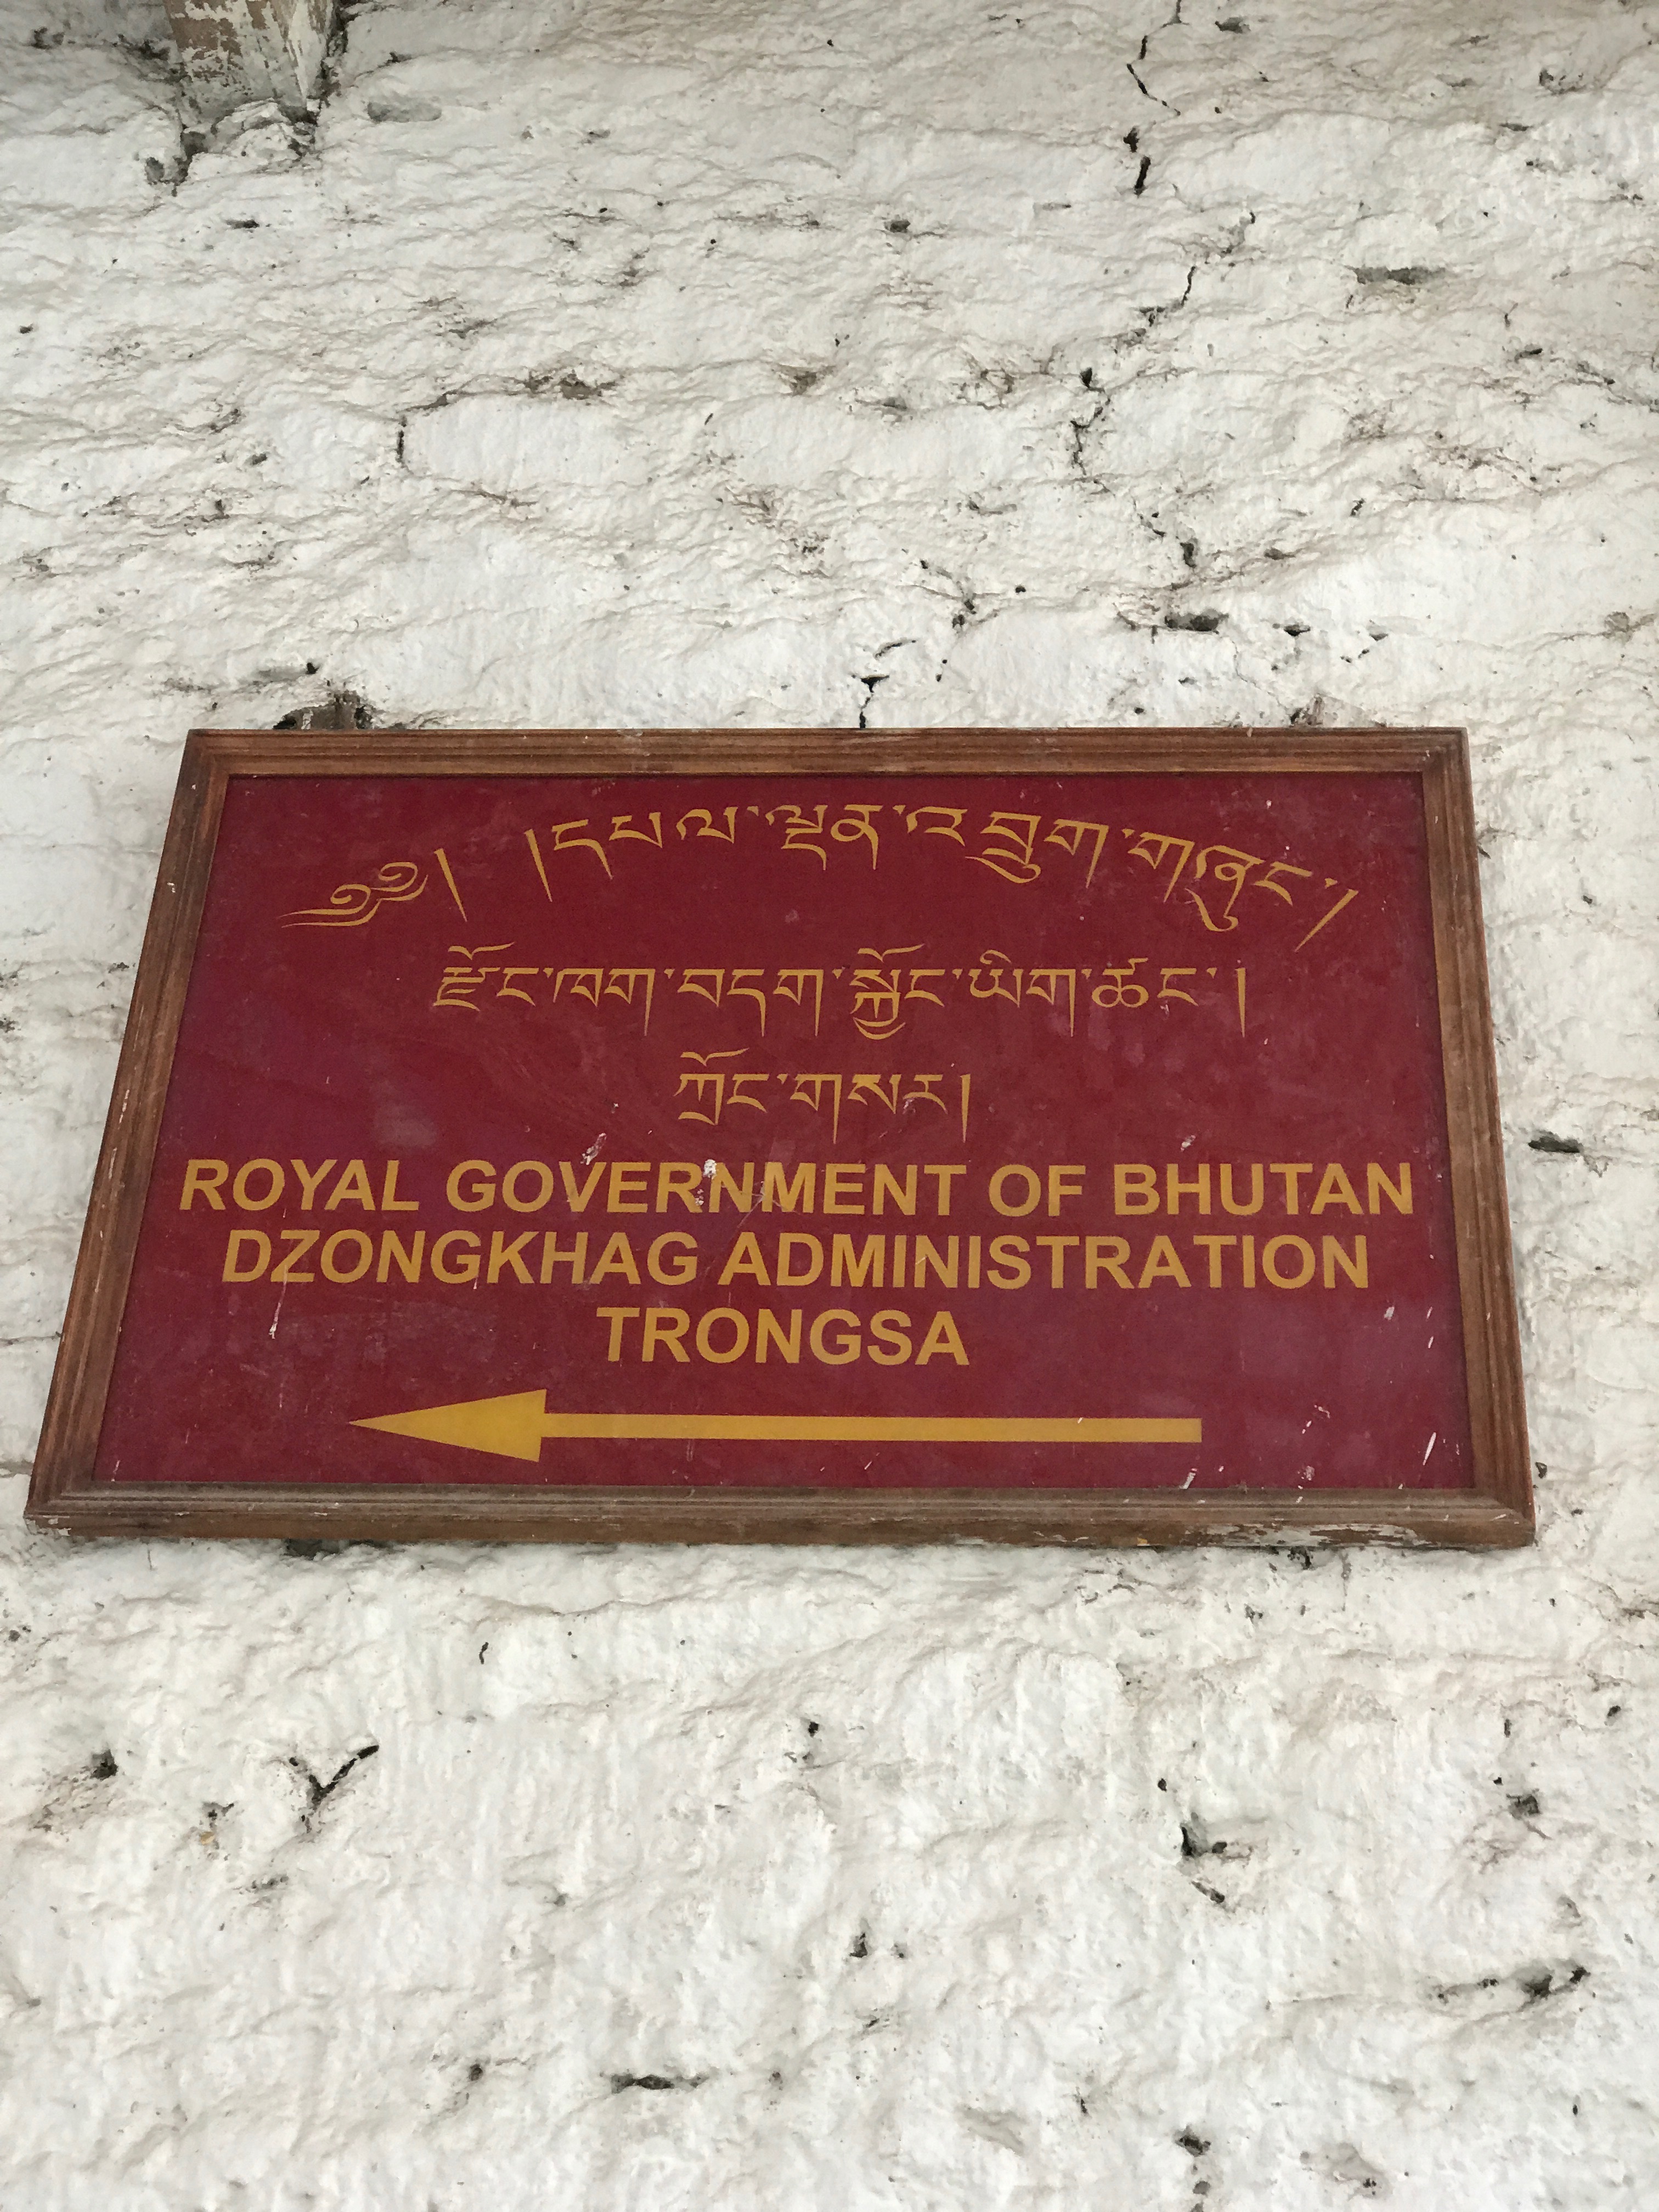 ༄༅། །དཔལ་ལྡན་འབྲུག་གཞུང་།
རྫོང་ཁག་བདག་སྐྱོང་ཡིག་ཚང་།
ཀྲོང་གསར།
ROYAL GOVERNMENT OF BHUTAN
DZONGKHAG ADMINISTRATION
TRONGSA